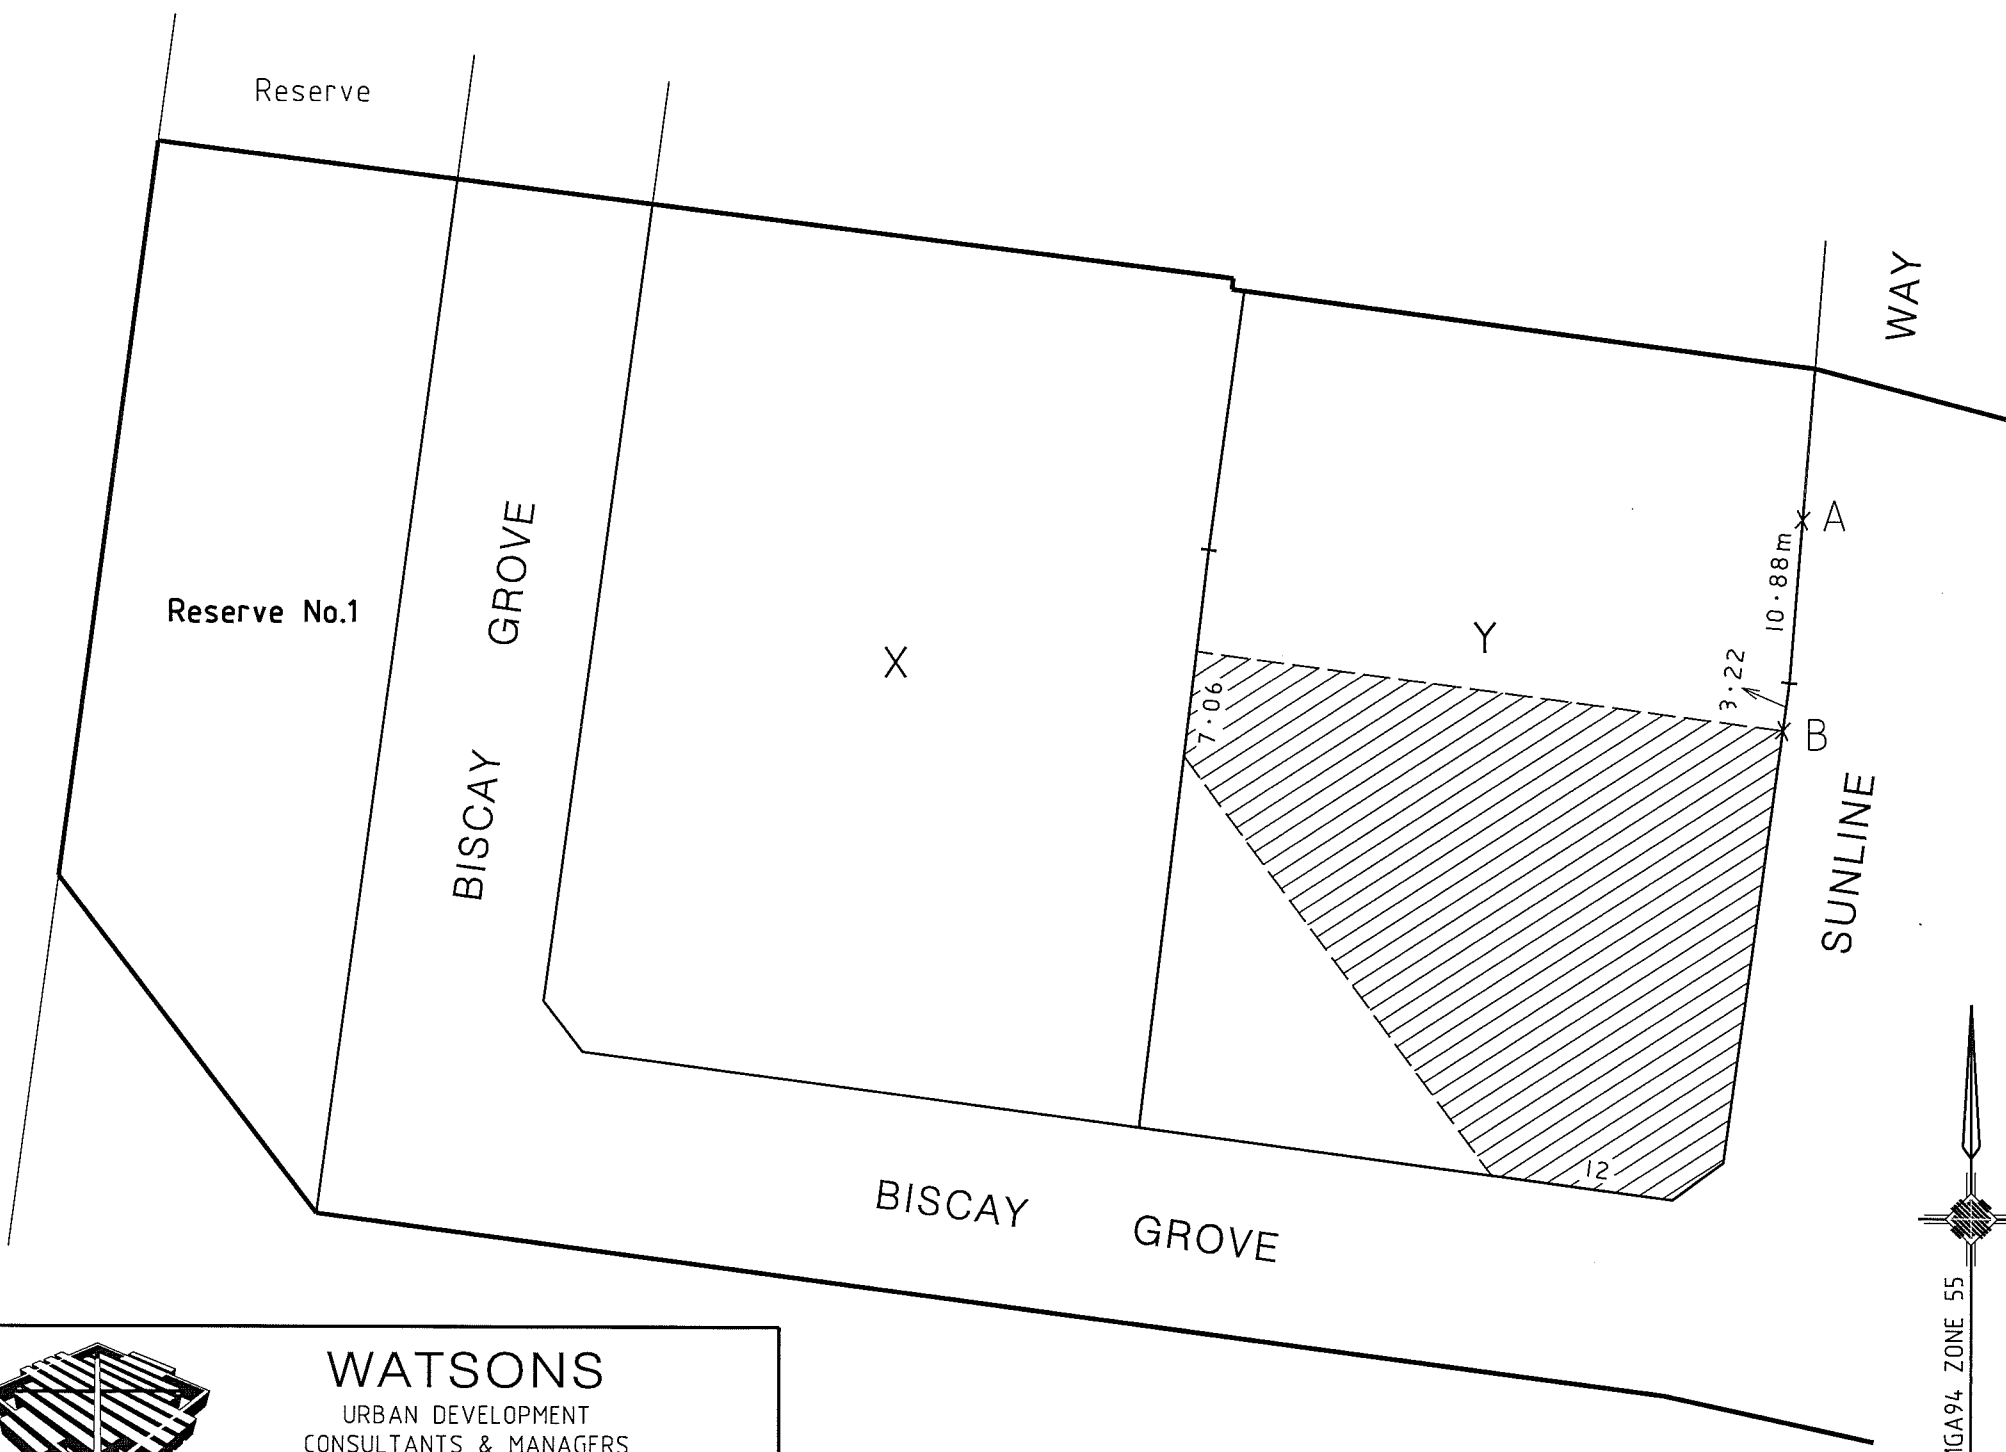 Reserve
WAY
A
10·88m
Reserve No.1
BISCAY GROVE
X
Y
3·22
7·06
B
SUNLINE
12
BISCAY GROVE
MGA94 ZONE 55
WATSONS
URBAN DEVELOPMENT
CONSULTANTS & MANAGERS